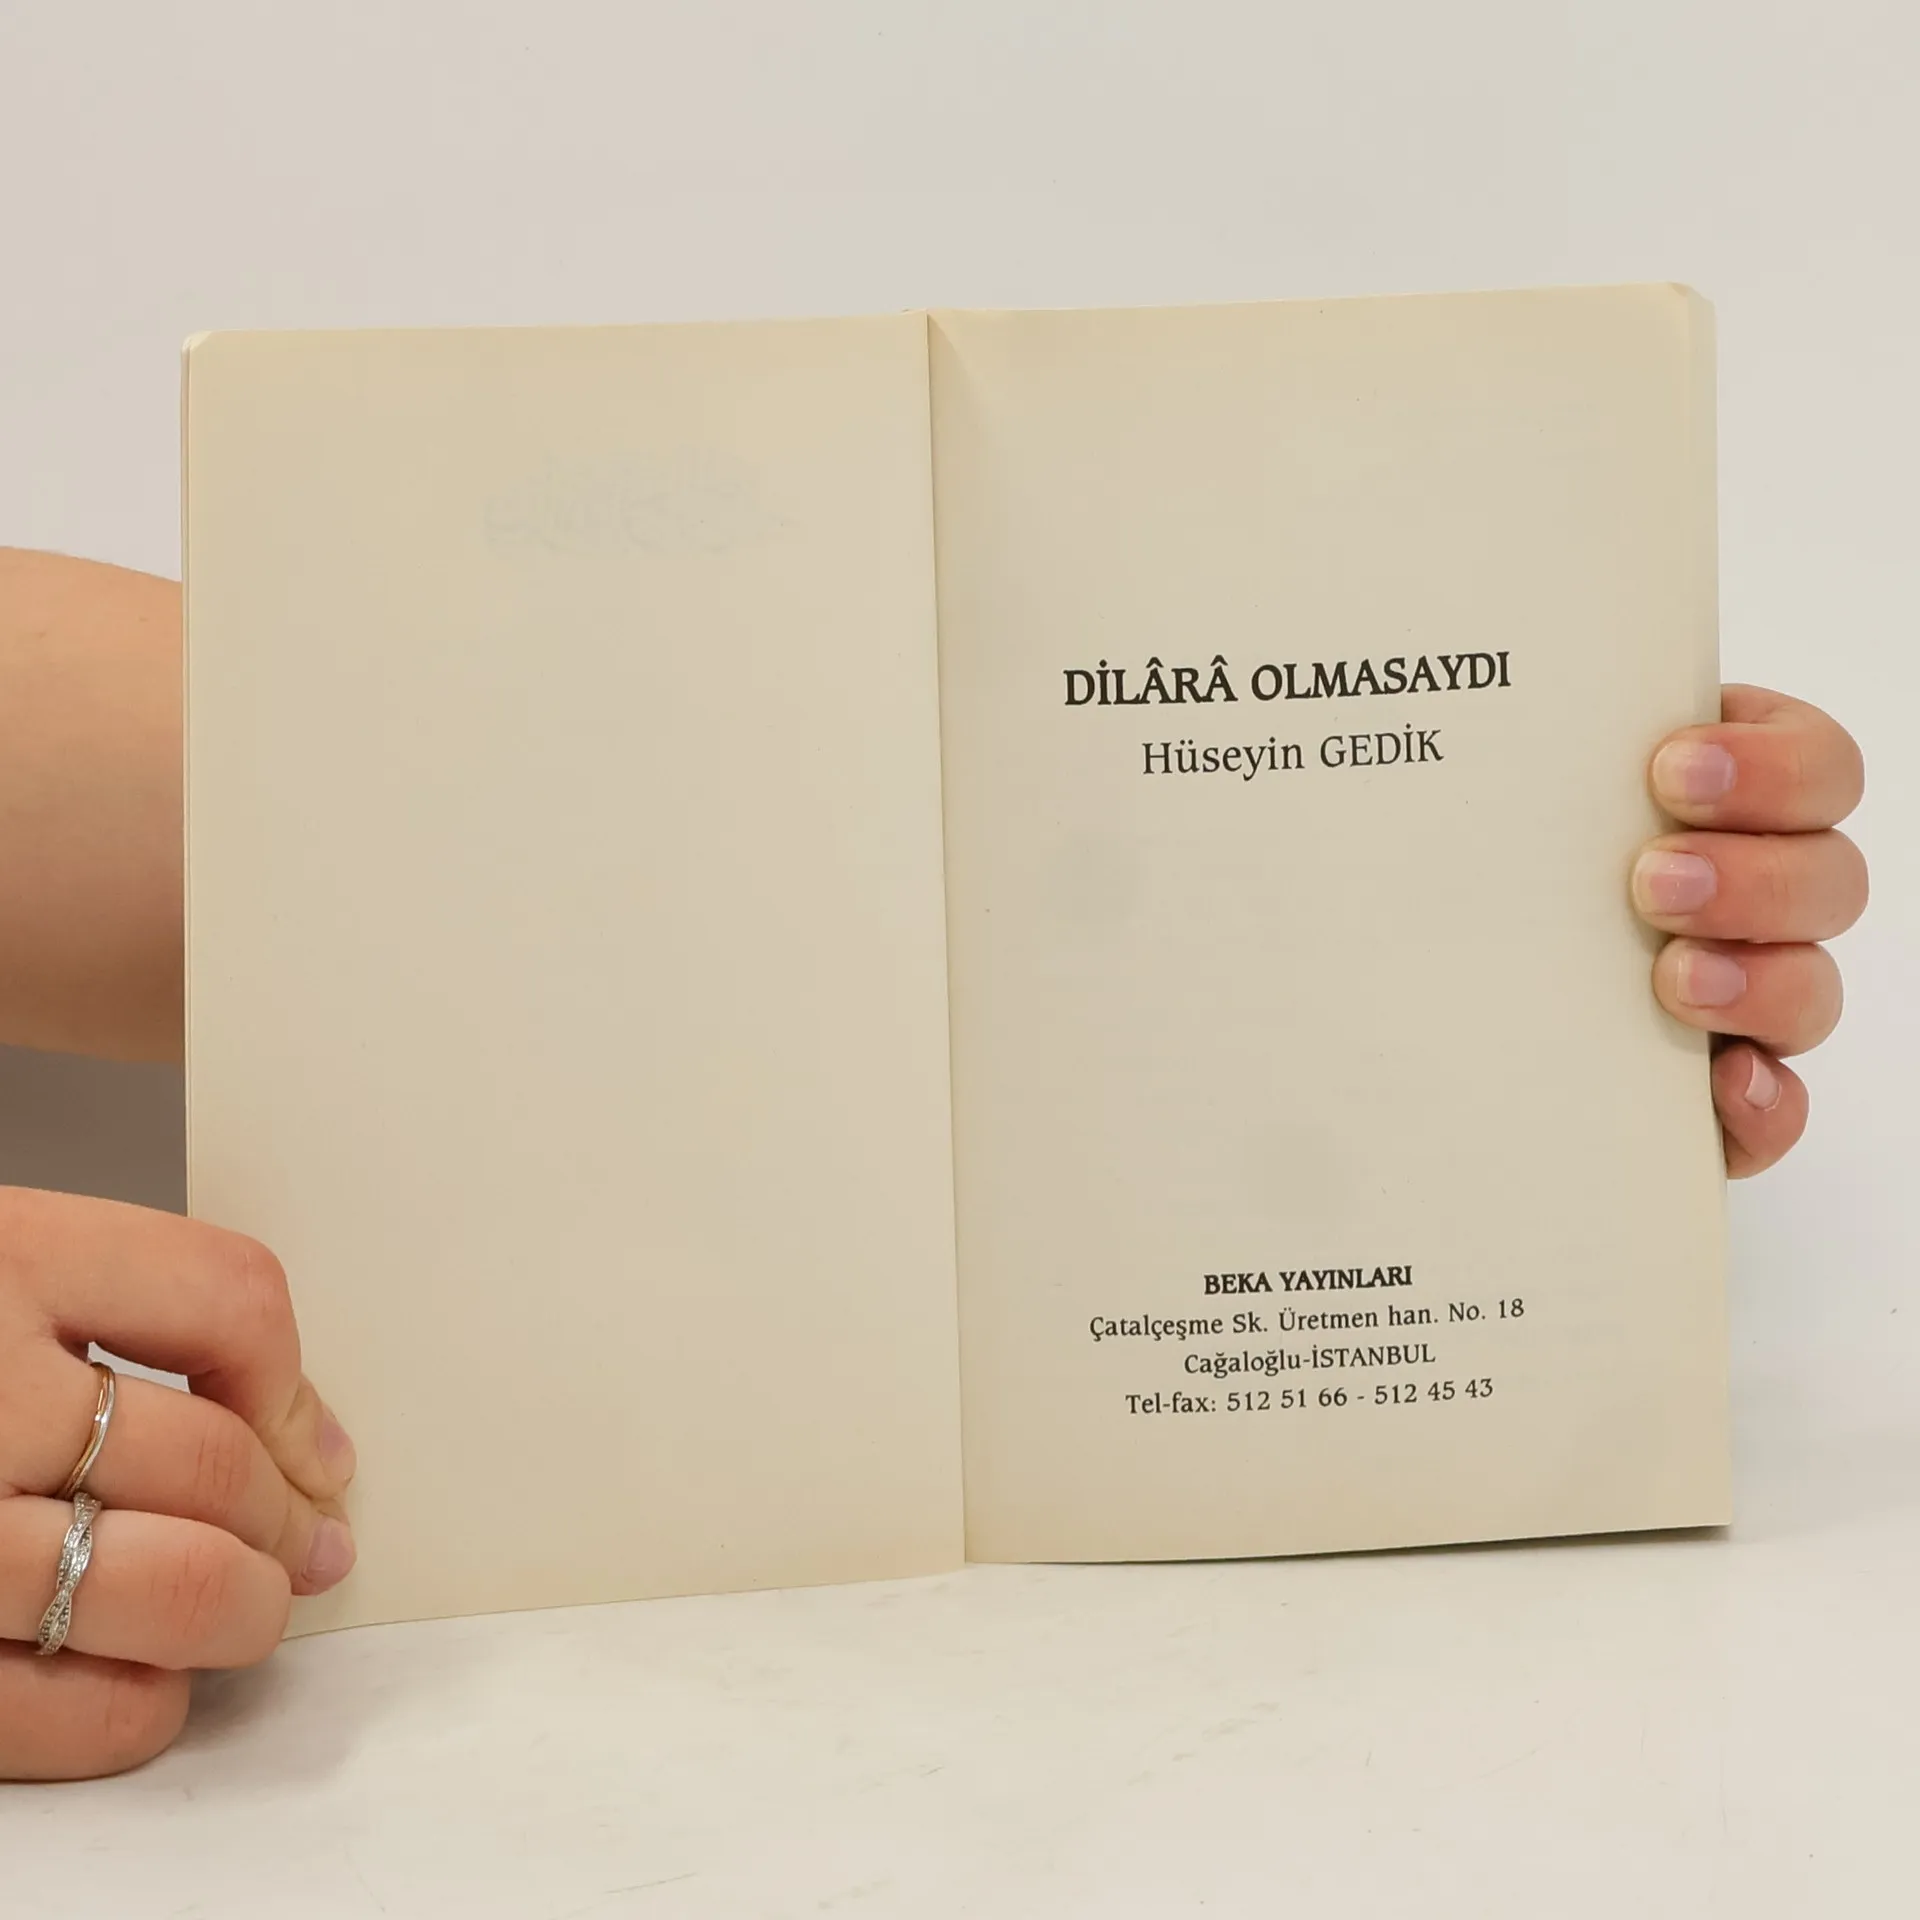 DİLÂRÂ OLMASAYDI
Hüseyin GEDİK
BEKA YAYINLARI
Çatalçeşme Sk. Üretmen han. No. 18
Cağaloğlu-İSTANBUL
Tel-fax: 512 51 66 - 512 45 43